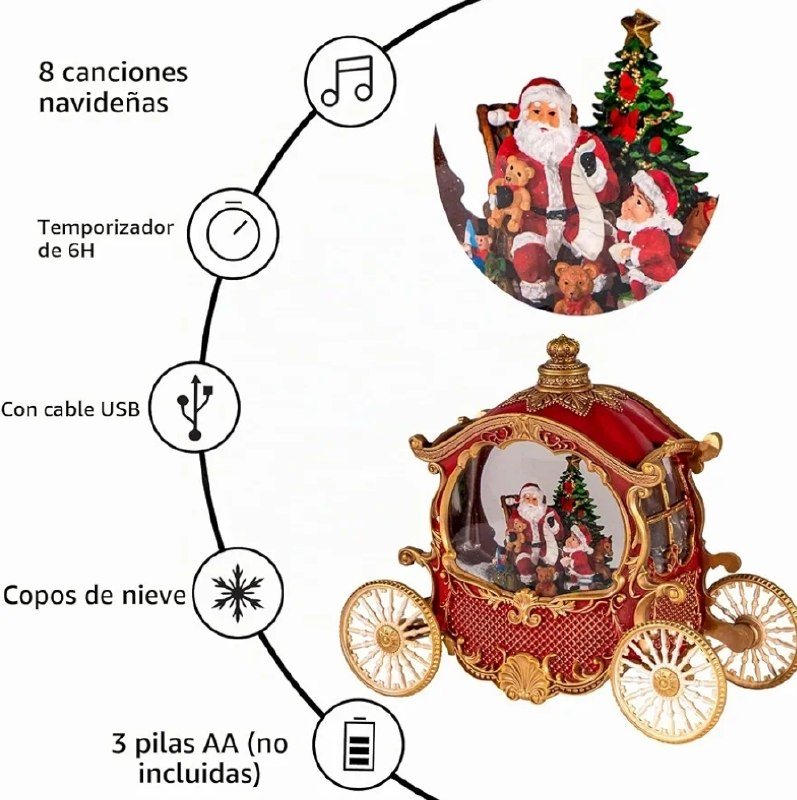 8 canciones
navideñas
Temporizador
de 6H
Con cable USB
Copos de nieve
3 pilas AA (no
incluidas)